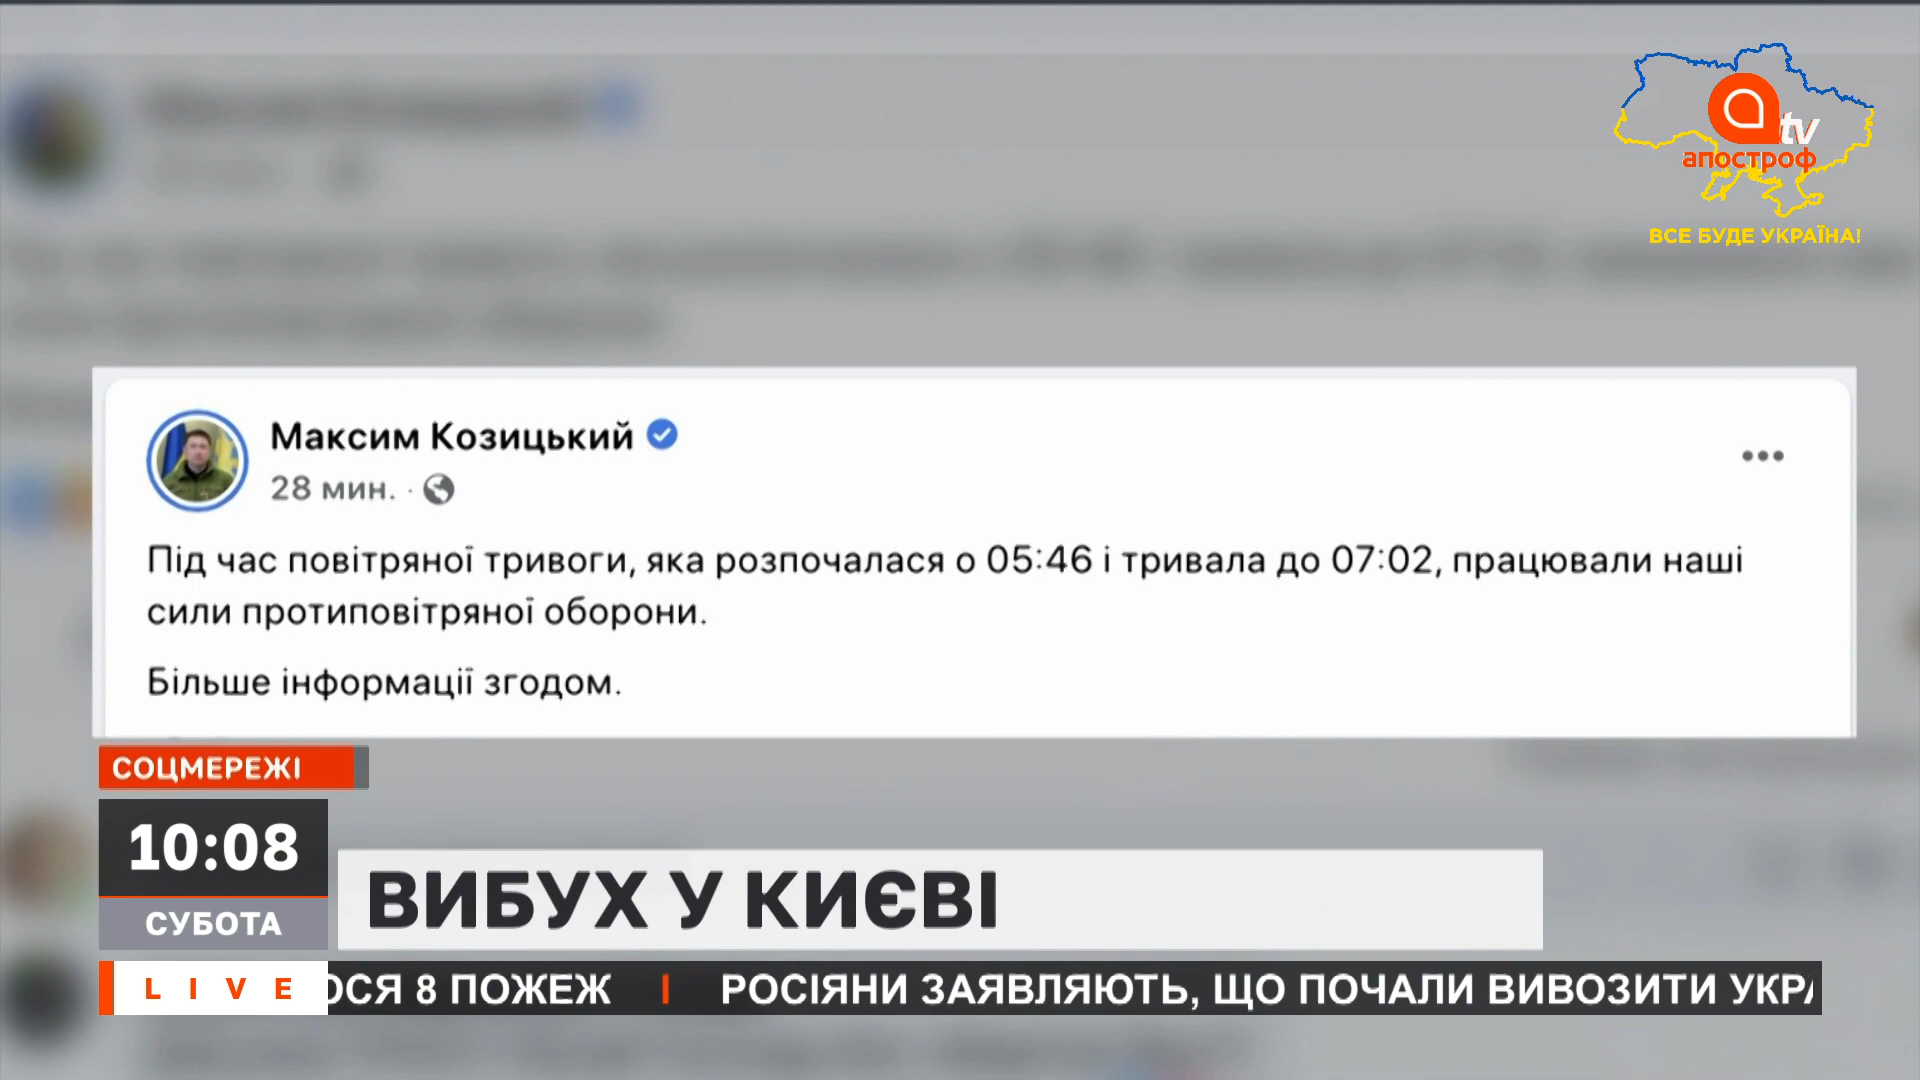 tv
апостроф
ВСЕ БУДЕ УКРАЇНА!
Максим Козицький
28 мин. ·
Під час повітряної тривоги, яка розпочалася о 05:46 і тривала до 07:02, працювали наші
сили протиповітряної оборони.
Більше інформації згодом.
СОЦМЕРЕЖІ
10:08
СУБОТА
ВИБУХ У КИЄВІ
LIVE
8 ПОЖЕЖ | РОСІЯНИ ЗАЯВЛЯЮТЬ, ЩО ПОЧАЛИ ВИВОЗИТИ